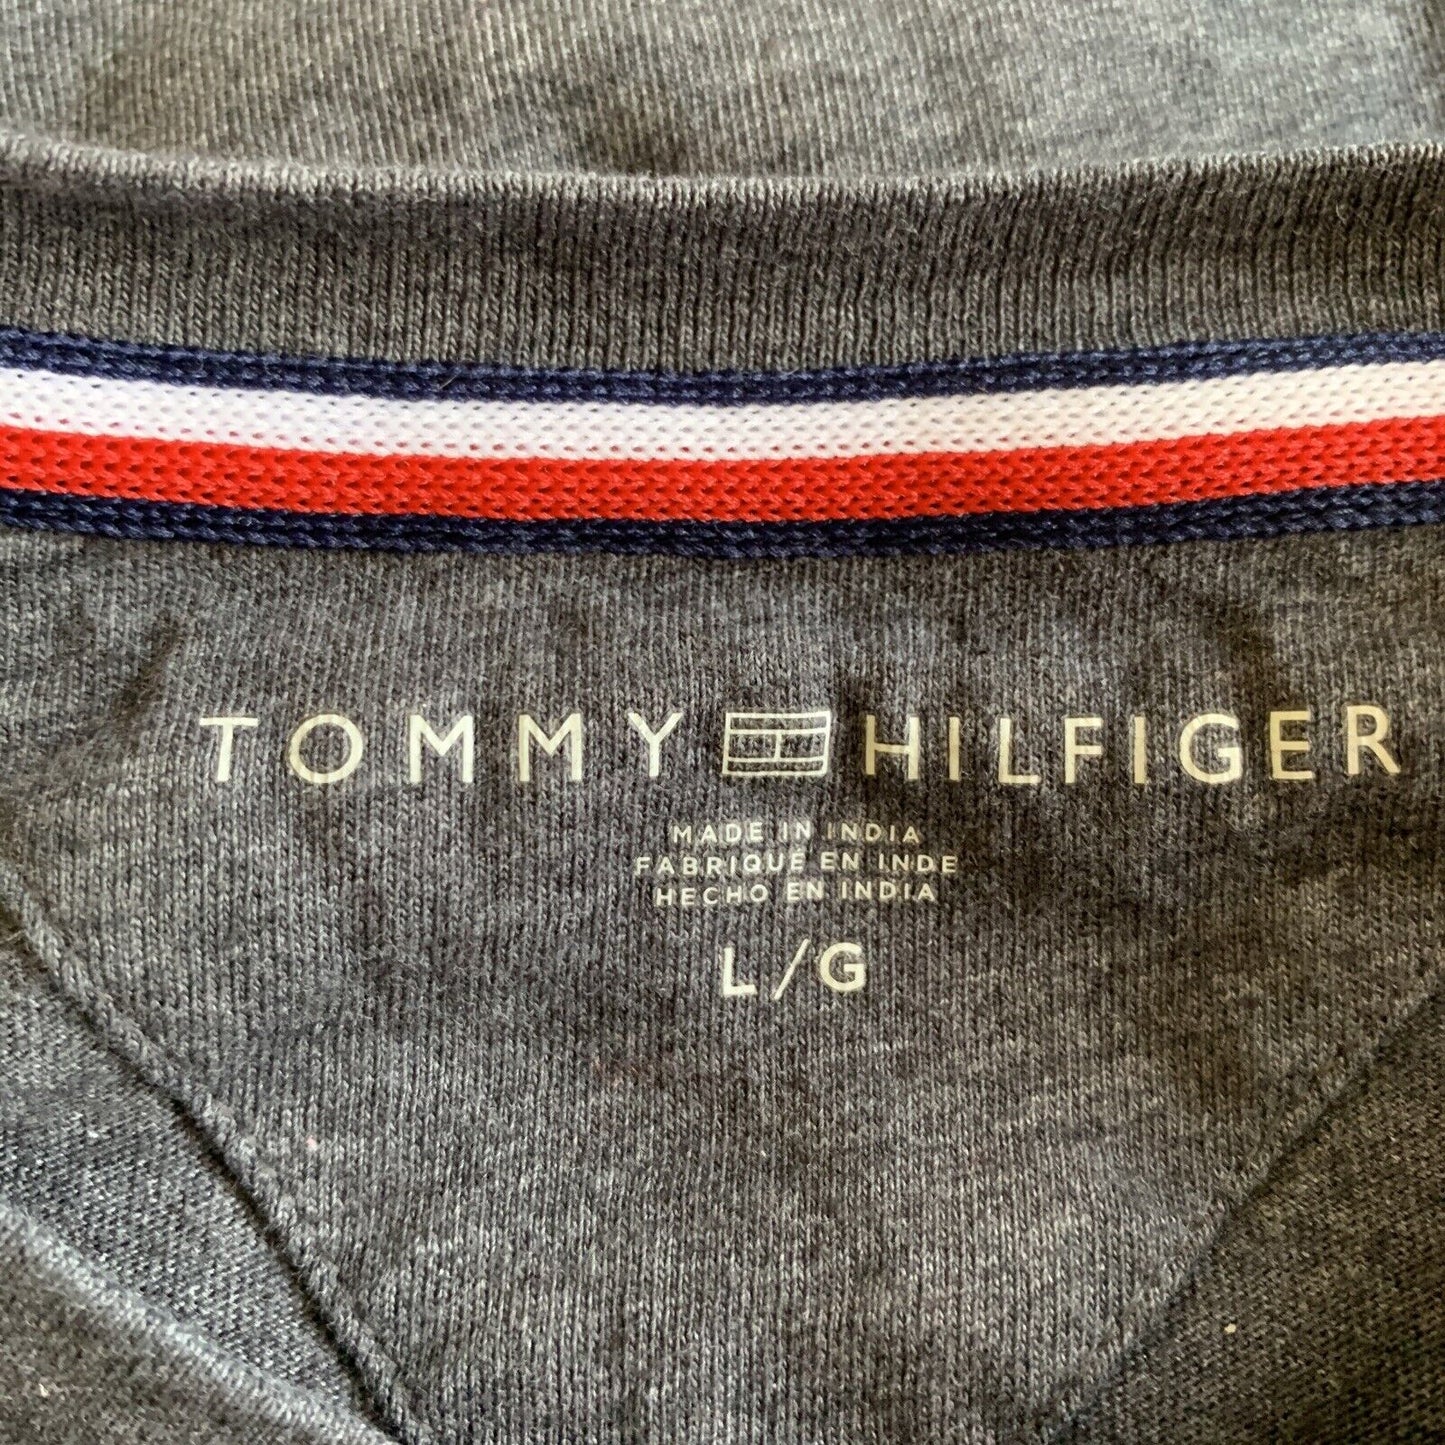 TOMMY HILFIGER
MADE IN INDIA
FABRIQUÉ EN INDE
HECHO EN INDIA
L/G